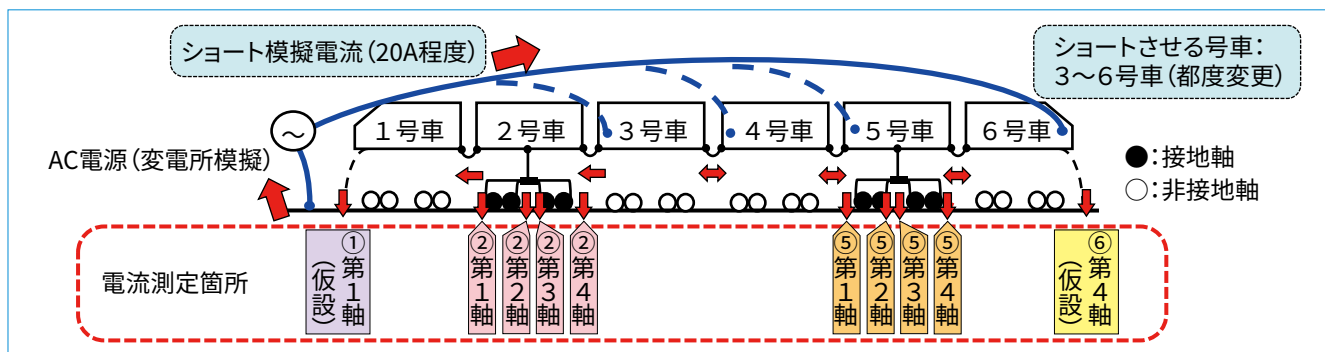 ショート模擬電流(20A程度)
ショートさせる号車:
3~6号車(都度変更)
~
1号車
2号車
3号車
4号車
5号車
6号車
AC電源(変電所模擬)
●:接地軸
○:非接地軸
電流測定箇所
①第1軸
(仮設)
②第1軸
②第2軸
②第3軸
②第4軸
⑤第1軸
⑤第2軸
⑤第3軸
⑤第4軸
⑥第4軸
(仮設)